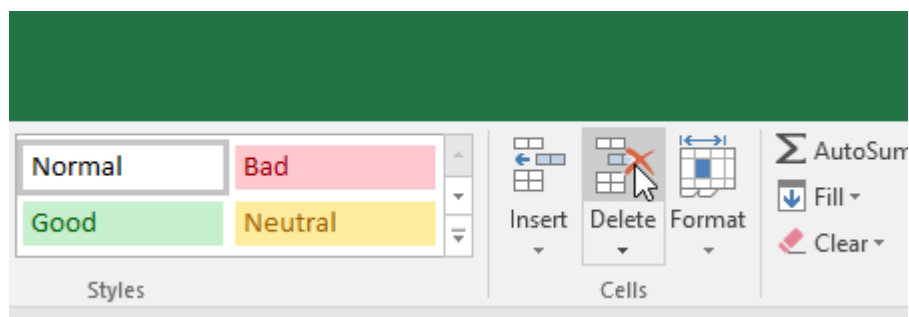 Normal
Bad
Good
Neutral
Styles
Insert
Delete
Format
Cells
AutoSum
Fill
Clear